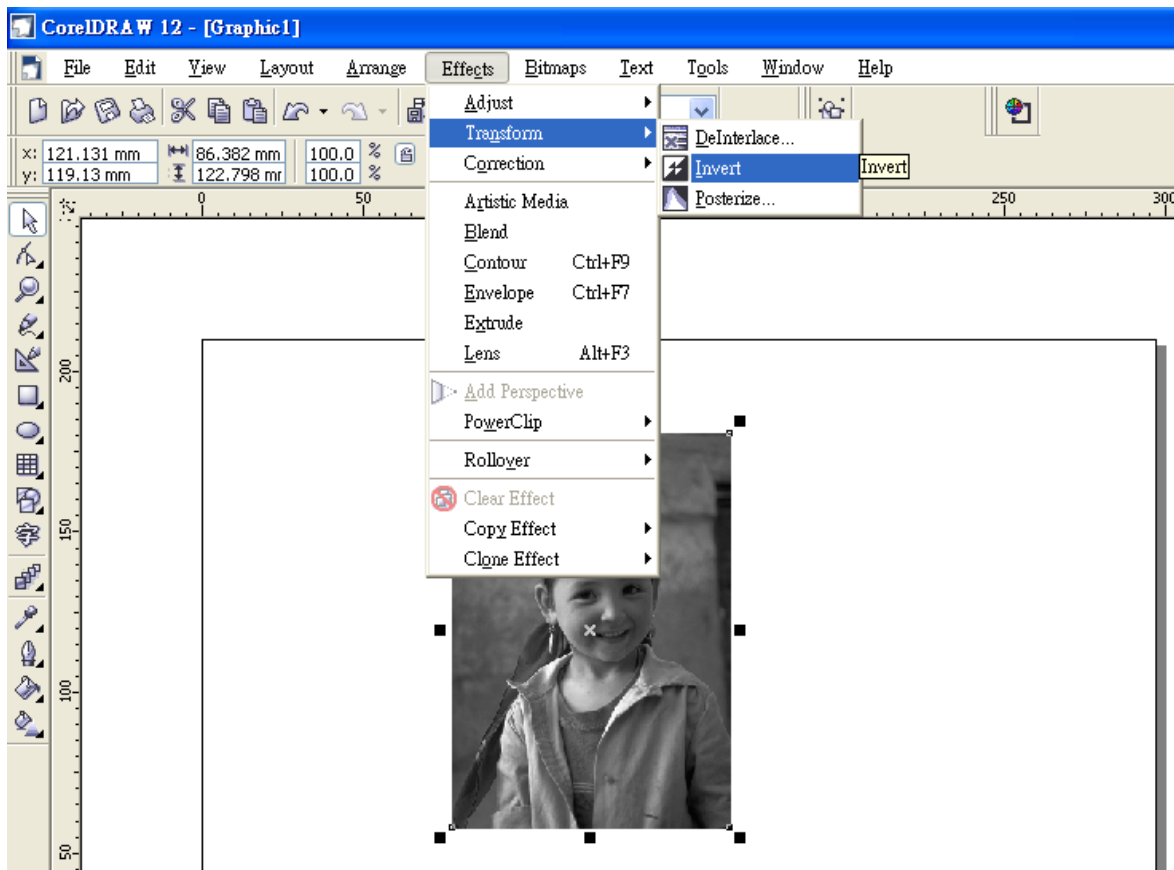 CorelDRAW 12 - [Graphic1]
File Edit View Layout Arrange Effects Bitmaps Text Tools Window Help
x: 121.131 mm 86.382 mm 100.0 %
y: 119.13 mm 122.798 mr 100.0 %
Adjust
Transform
Correction
Artistic Media
Blend
Contour Ctrl+F9
Envelope Ctrl+F7
Extrude
Lens Alt+F3
Add Perspective
PowerClip
Rollover
Clear Effect
Copy Effect
Clone Effect
DeInterlace...
Invert
Posterize...
Invert
0 50 250 300
200
150
100
50
字